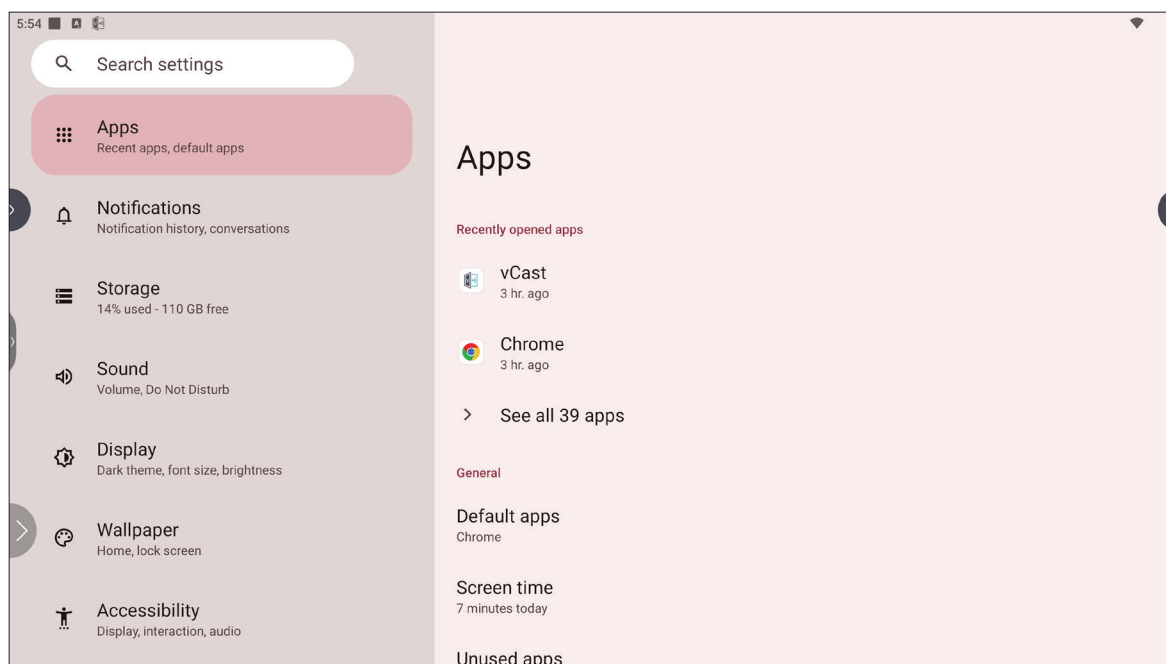 5:54
Search settings
Apps
Recent apps, default apps
Notifications
Notification history, conversations
Storage
14% used - 110 GB free
Sound
Volume, Do Not Disturb
Display
Dark theme, font size, brightness
Wallpaper
Home, lock screen
Accessibility
Display, interaction, audio
Apps
Recently opened apps
vCast
3 hr. ago
Chrome
3 hr. ago
See all 39 apps
General
Default apps
Chrome
Screen time
7 minutes today
Unused apps